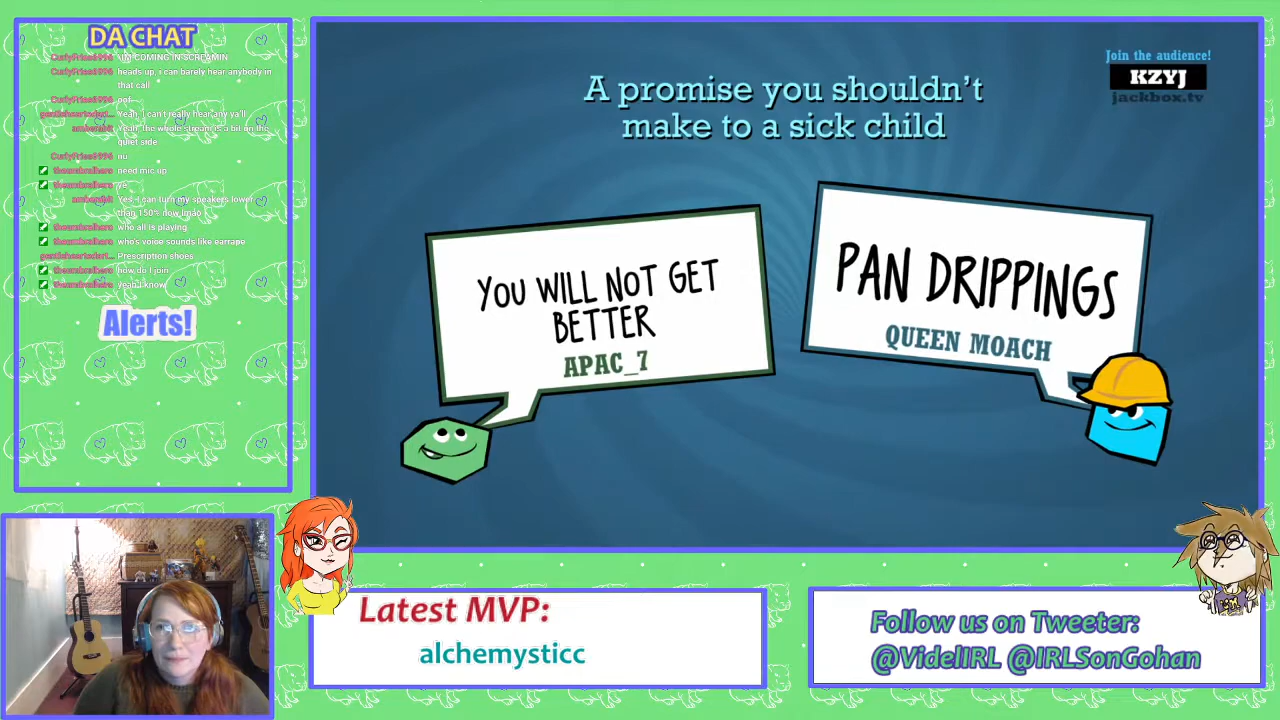 DA CHAT
CurlyFries6996 \IM COMING IN SCREAMIN
CurlyFries6996 heads up, i can barely hear anybody in
that call
CurlyFries6996 oof
Yeah, I can't really hear any ya'll
Yeah, the whole stream is a bit on the
quiet side
CurlyFries6996 nu
need mic up
ye
Yes, I can turn my speakers lower
than 150% now lmao
who all is playing
who's voice sounds like earrape
Prescription shoes
how do I join
yeah I know
Alerts!
Join the audience!
KZYJ
jackbox.tv
A promise you shouldn't
make to a sick child
YOU WILL NOT GET
BETTER
APAC_7
PAN DRIPPINGS
QUEEN MOACH
Latest MVP:
alchemysticc
Follow us on Tweeter:
@VidelIRL @IRLSonGohan